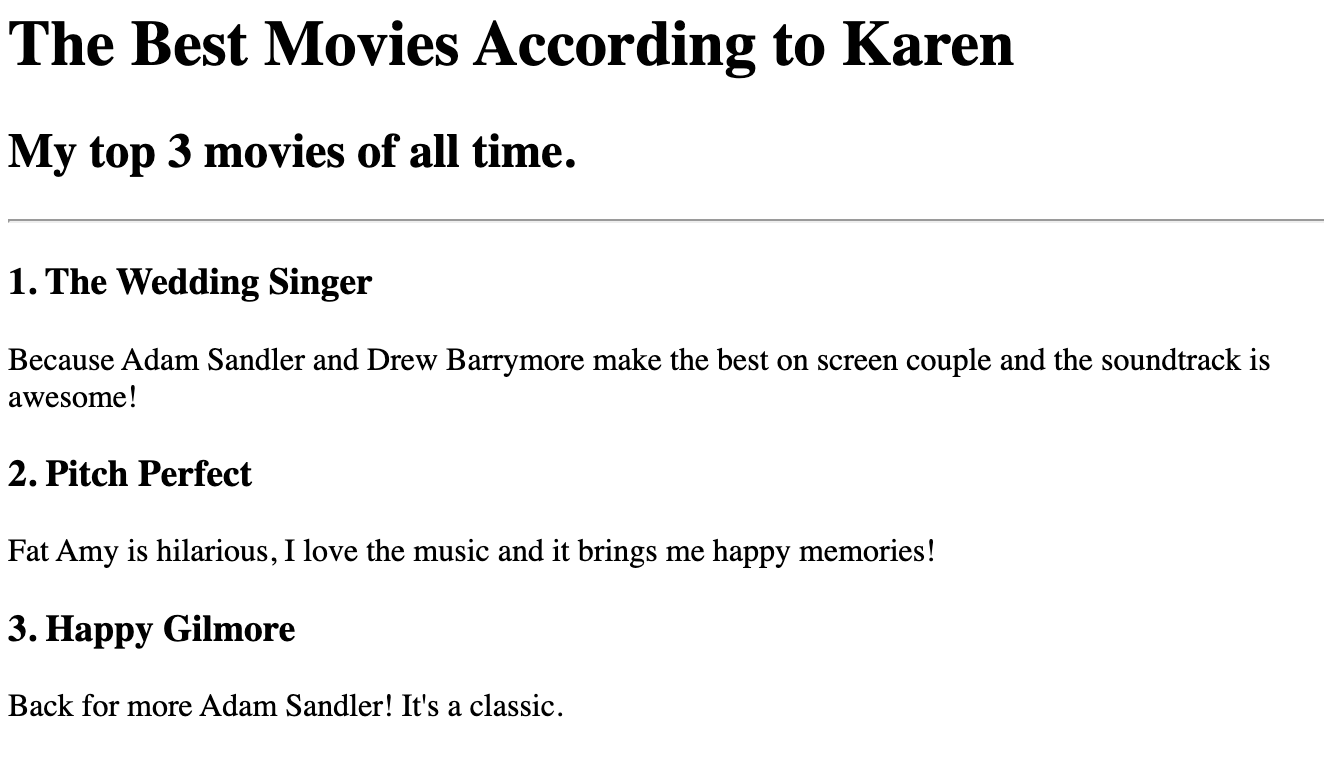 The Best Movies According to Karen
My top 3 movies of all time.
1. The Wedding Singer
Because Adam Sandler and Drew Barrymore make the best on screen couple and the soundtrack is
awesome!
2. Pitch Perfect
Fat Amy is hilarious, I love the music and it brings me happy memories!
3. Happy Gilmore
Back for more Adam Sandler! It's a classic.